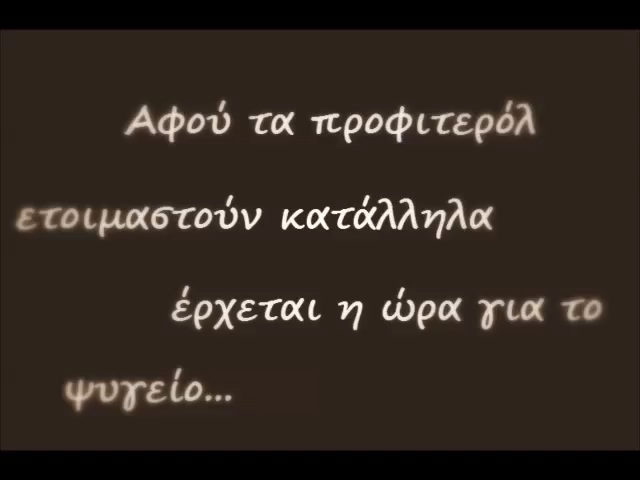 Αφού τα προφιτερόλ
ετοιμαστούν κατάλληλα
έρχεται η ώρα για το
ψυγείο...